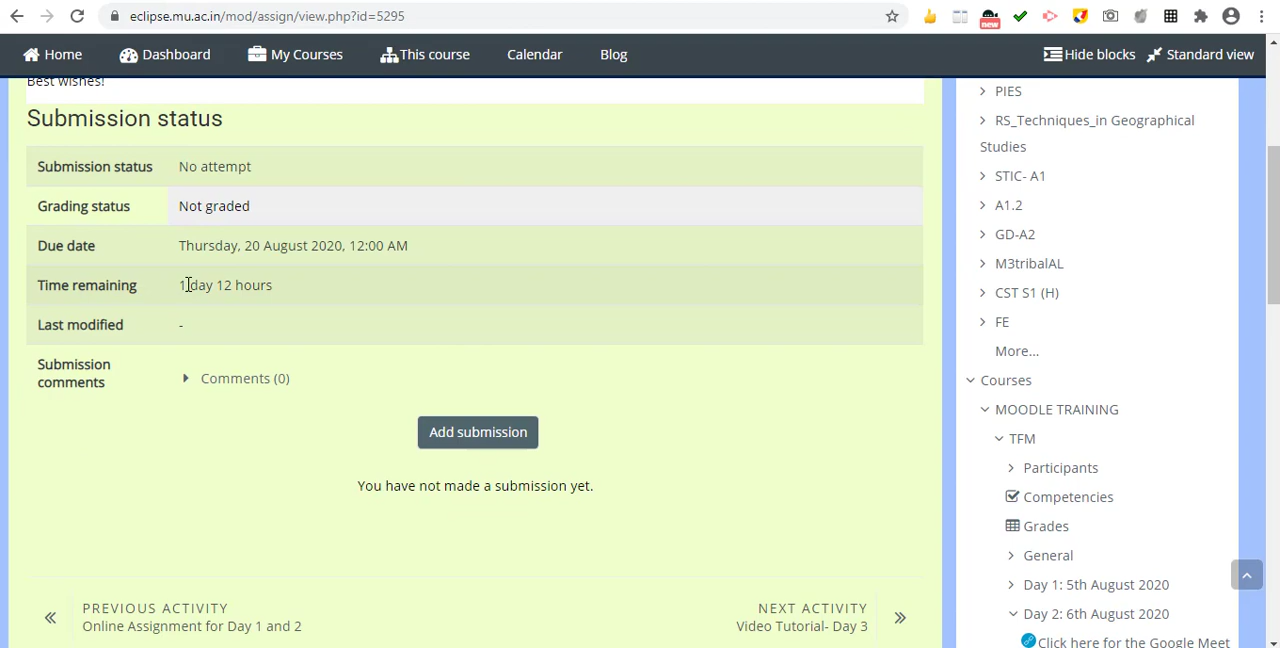 eclipse.mu.ac.in/mod/assign/view.php?id=5295
new
Home
Dashboard
My Courses
This course
Calendar
Blog
Hide blocks
Standard view
Best wishes!
Submission status
Submission status No attempt
Grading status Not graded
Due date Thursday, 20 August 2020, 12:00 AM
Time remaining 1 day 12 hours
Last modified -
Submission
comments
Comments (0)
Add submission
You have not made a submission yet.
PREVIOUS ACTIVITY
Online Assignment for Day 1 and 2
NEXT ACTIVITY
Video Tutorial- Day 3
PIES
RS_Techniques_in Geographical
Studies
STIC- A1
A1.2
GD-A2
M3tribalAL
CST S1 (H)
FE
More...
Courses
MOODLE TRAINING
TFM
Participants
Competencies
Grades
General
Day 1: 5th August 2020
Day 2: 6th August 2020
Click here for the Google Meet